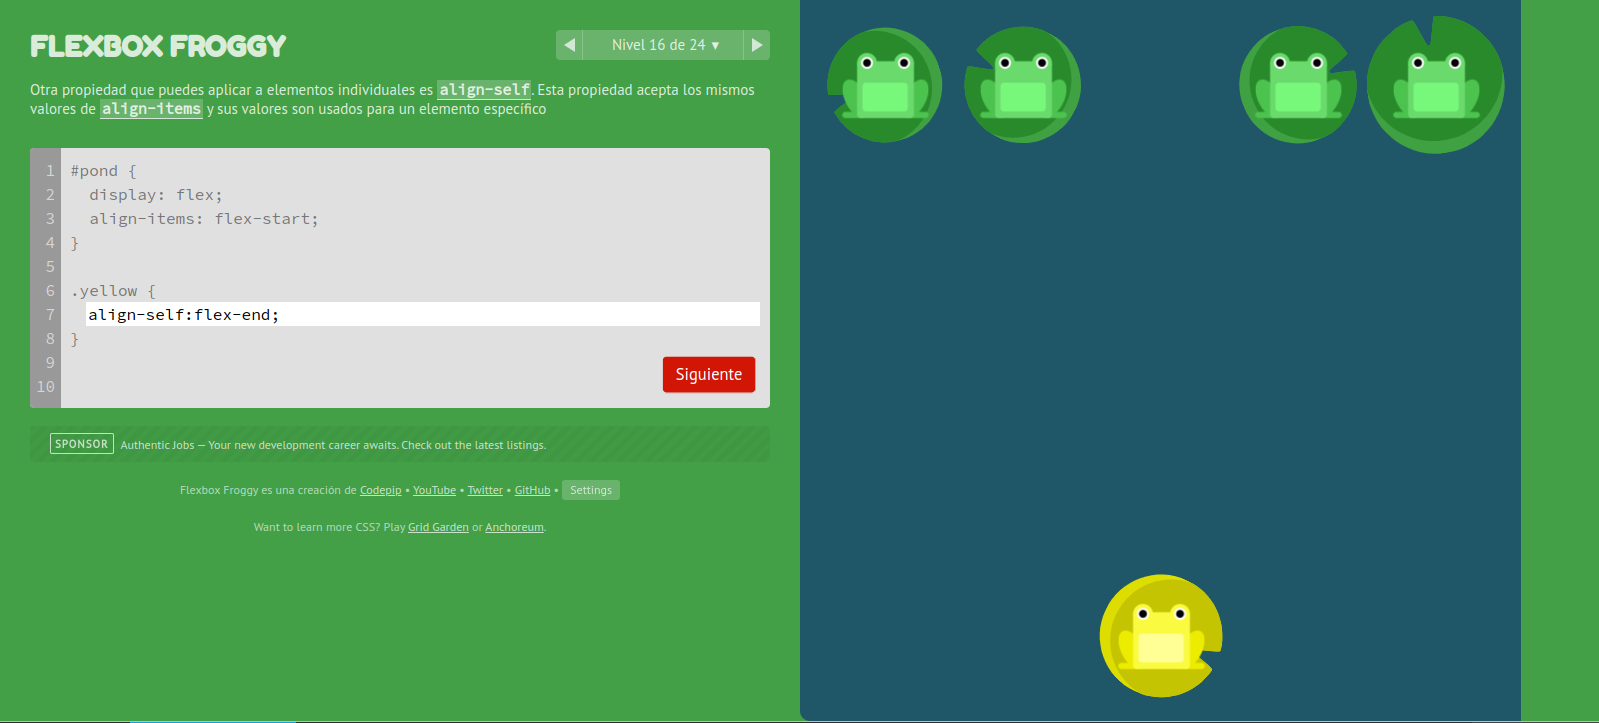 FLEXBOX FROGGY
◀ Nivel 16 de 24 ▼ ▶
Otra propiedad que puedes aplicar a elementos individuales es align-self. Esta propiedad acepta los mismos
valores de align-items y sus valores son usados para un elemento específico
1 #pond {
2 display: flex;
3 align-items: flex-start;
4 }
5
6 .yellow {
7 align-self:flex-end;
8 }
9
10
Siguiente
SPONSOR Authentic Jobs — Your new development career awaits. Check out the latest listings.
Flexbox Froggy es una creación de Codepip • YouTube • Twitter • GitHub • Settings
Want to learn more CSS? Play Grid Garden or Anchoreum.